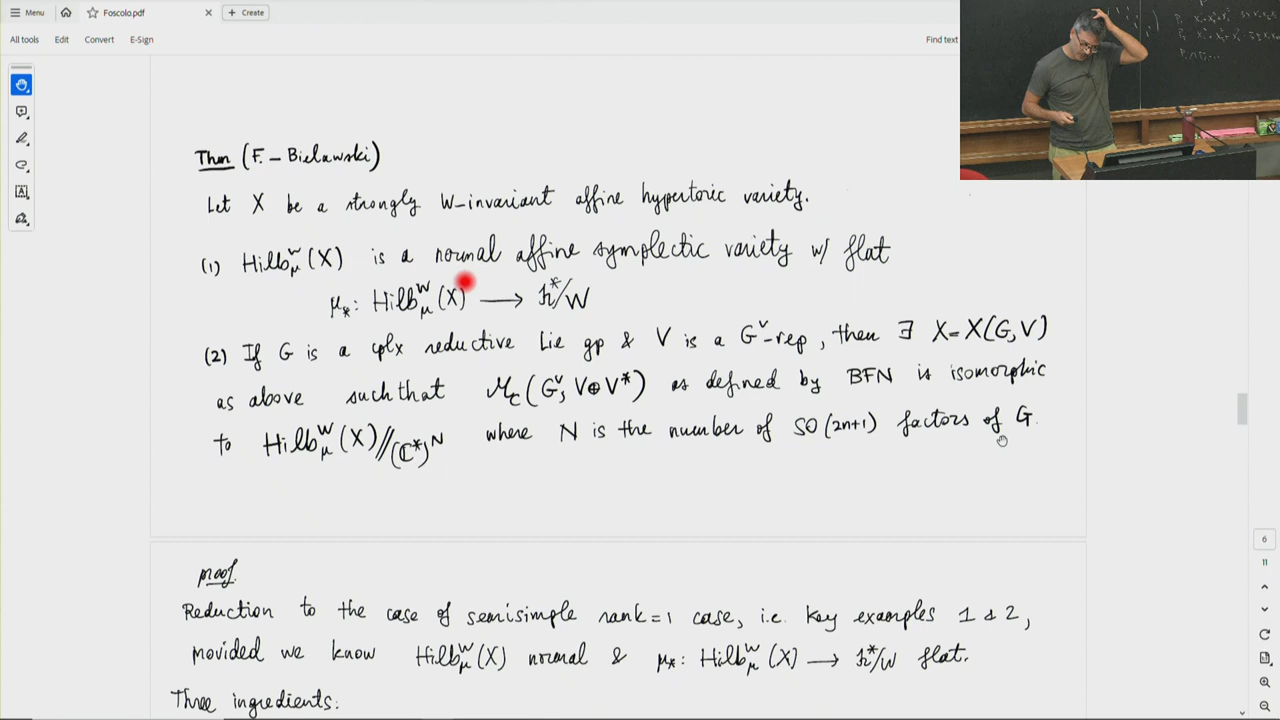 Menu
Foscolo.pdf
Create
All tools Edit Convert E-Sign
Find text
Thm (F. – Bielawski)
Let X be a strongly W-invariant affine hypertoric variety.
(1) Hilb^W_μ(X) is a normal affine symplectic variety w/ flat
μ_*: Hilb^W_μ(X) ⟶ h^*/W
(2) If G is a cplx reductive Lie gp & V is a G^∨-rep, then ∃ X=X(G,V)
as above such that M_C(G^∨, V⊕V^*) as defined by BFN is isomorphic
to Hilb^W_μ(X)//(ℂ^*)^N where N is the number of SO(2n+1) factors of G.
proof.
Reduction to the case of semisimple rank=1 case, i.e. key examples 1 & 2,
provided we know Hilb^W_μ(X) normal & μ_*: Hilb^W_μ(X) ⟶ h^*/W flat.
Three ingredients:
6
11